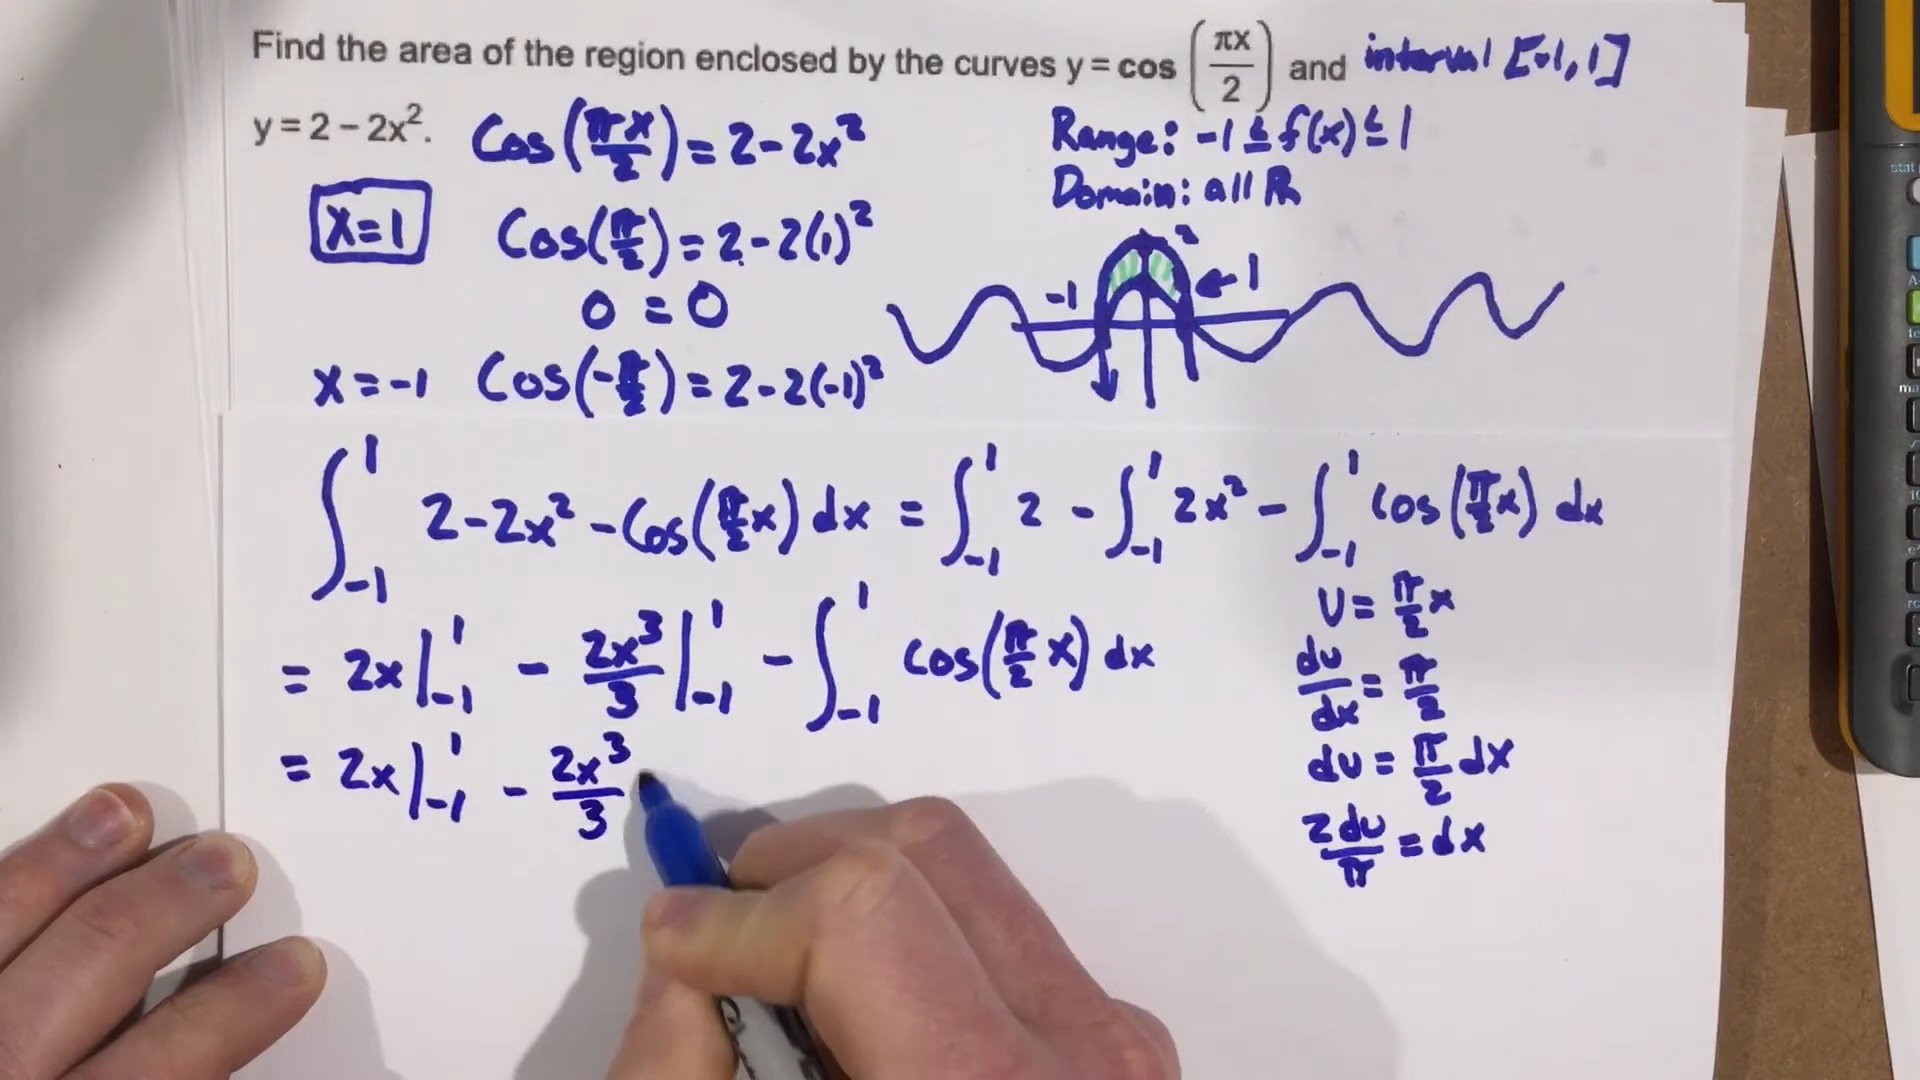 Find the area of the region enclosed by the curves y = cos (πx/2) and interval [-1, 1]
y = 2 – 2x². Cos(πx/2) = 2-2x²
Range: -1 ≤ f(x) ≤ 1
Domain: all ℝ
x=1
Cos(π/2) = 2-2(1)²
0 = 0
x = -1 Cos(-π/2) = 2-2(-1)²
2
-1
←1
∫₋₁¹ 2-2x² - Cos(π/2 x) dx = ∫₋₁¹ 2 - ∫₋₁¹ 2x² - ∫₋₁¹ cos(π/2 x) dx
= 2x|₋₁¹ - 2x³/3|₋₁¹ - ∫₋₁¹ cos(π/2 x) dx
= 2x|₋₁¹ - 2x³/3
U = π/2 x
du/dx = π/2
du = π/2 dx
2du/π = dx